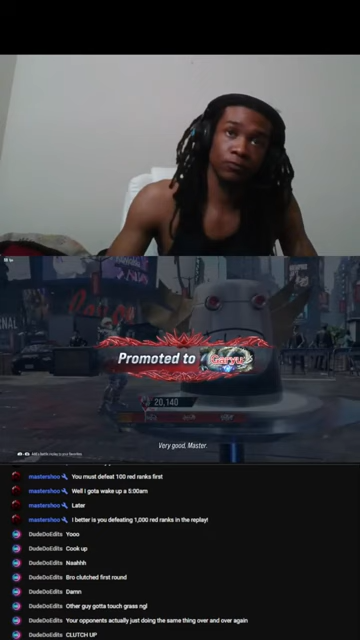 Promoted to Garyu
20,140
Very good, Master.
mastershoo You must defeat 100 red ranks first
mastershoo Well I gota wake up a 5:00am
mastershoo Later
mastershoo I better is you defeating 1,000 red ranks in the replay!
DudeDoEdits Yooo
DudeDoEdits Cook up
DudeDoEdits Naahhh
DudeDoEdits Bro clutched first round
DudeDoEdits Damn
DudeDoEdits Other guy gotta touch grass ngl
DudeDoEdits Your opponents actually just doing the same thing over and over again
DudeDoEdits CLUTCH UP